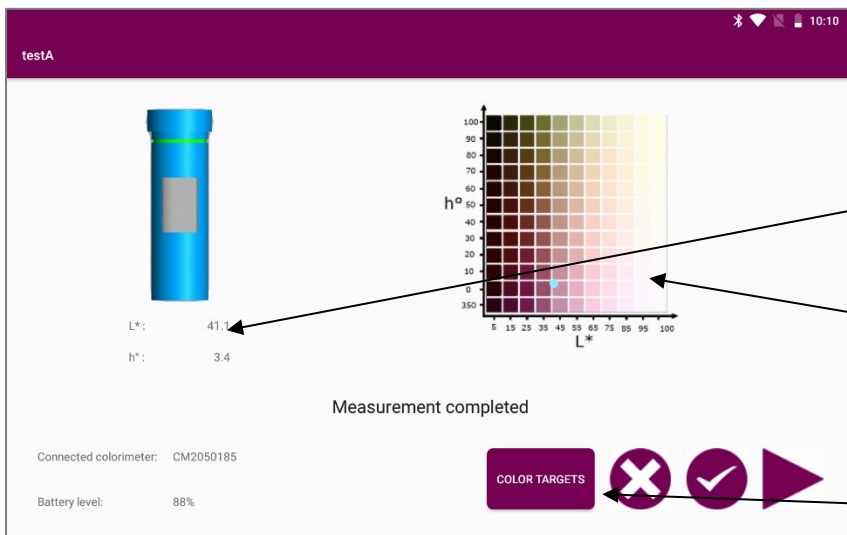 10:10
testA
100
90
80
70
60
h° 50
40
30
20
10
0
350
5 15 25 35 45 55 65 75 85 95 100
L*
L*: 41.1
h°: 3.4
Measurement completed
Connected colorimeter: CM2050185
COLOR TARGETS
Battery level: 88%